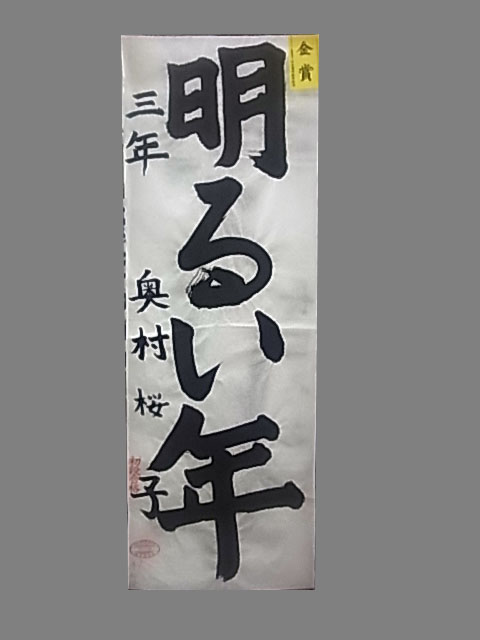 金賞
明るい年
三年 奥村桜子